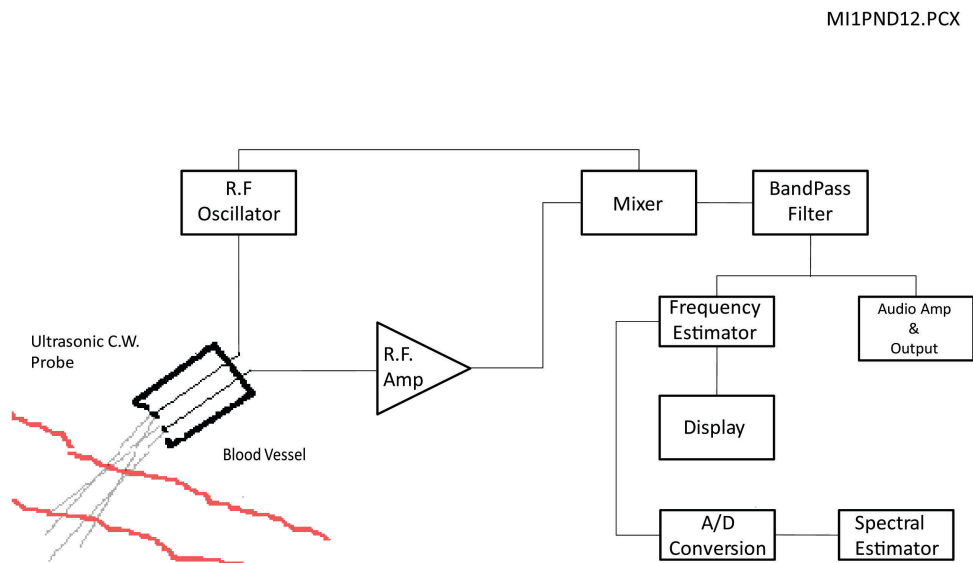 MI1PND12.PCX
R.F
Oscillator
Mixer
BandPass
Filter
Frequency
Estimator
Audio Amp
&
Output
Ultrasonic C.W.
Probe
R.F.
Amp
Display
Blood Vessel
A/D
Conversion
Spectral
Estimator